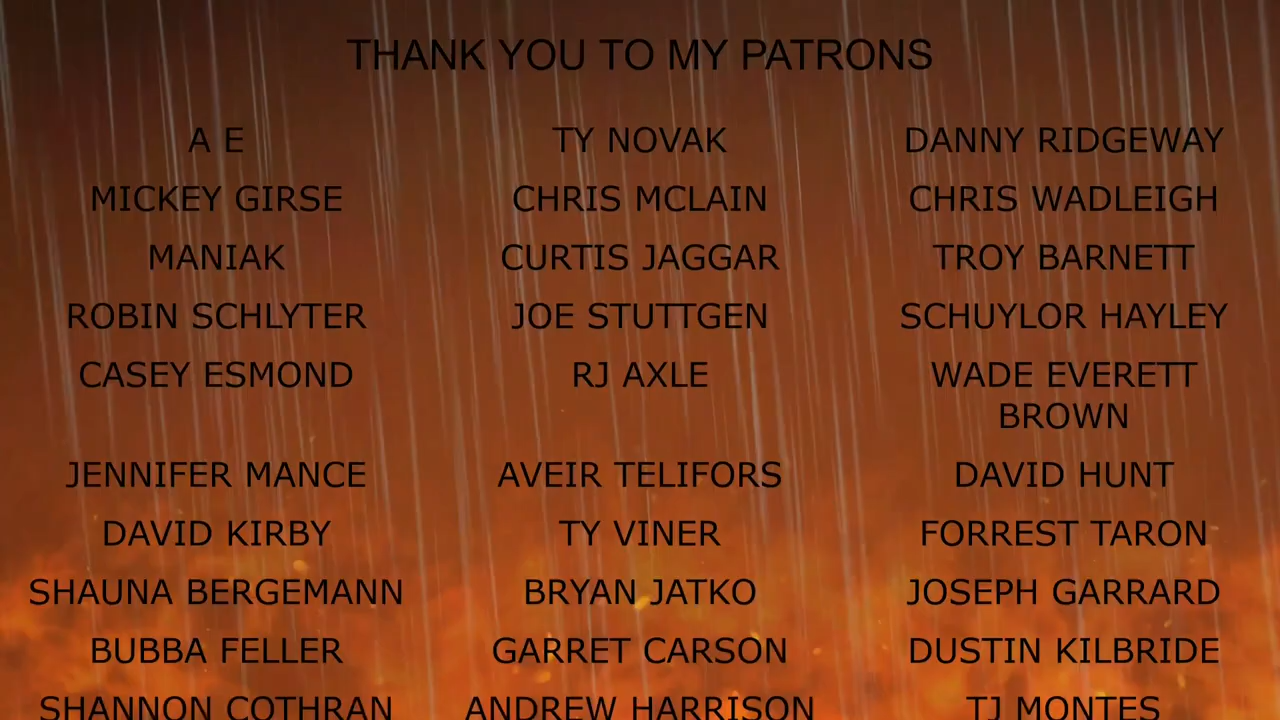 THANK YOU TO MY PATRONS
A E TY NOVAK DANNY RIDGEWAY
MICKEY GIRSE CHRIS MCLAIN CHRIS WADLEIGH
MANIAK CURTIS JAGGAR TROY BARNETT
ROBIN SCHLYTER JOE STUTTGEN SCHUYLOR HAYLEY
CASEY ESMOND RJ AXLE WADE EVERETT
BROWN
JENNIFER MANCE AVEIR TELIFORS DAVID HUNT
DAVID KIRBY TY VINER FORREST TARON
SHAUNA BERGEMANN BRYAN JATKO JOSEPH GARRARD
BUBBA FELLER GARRET CARSON DUSTIN KILBRIDE
SHANNON COTHRAN ANDREW HARRISON TJ MONTES